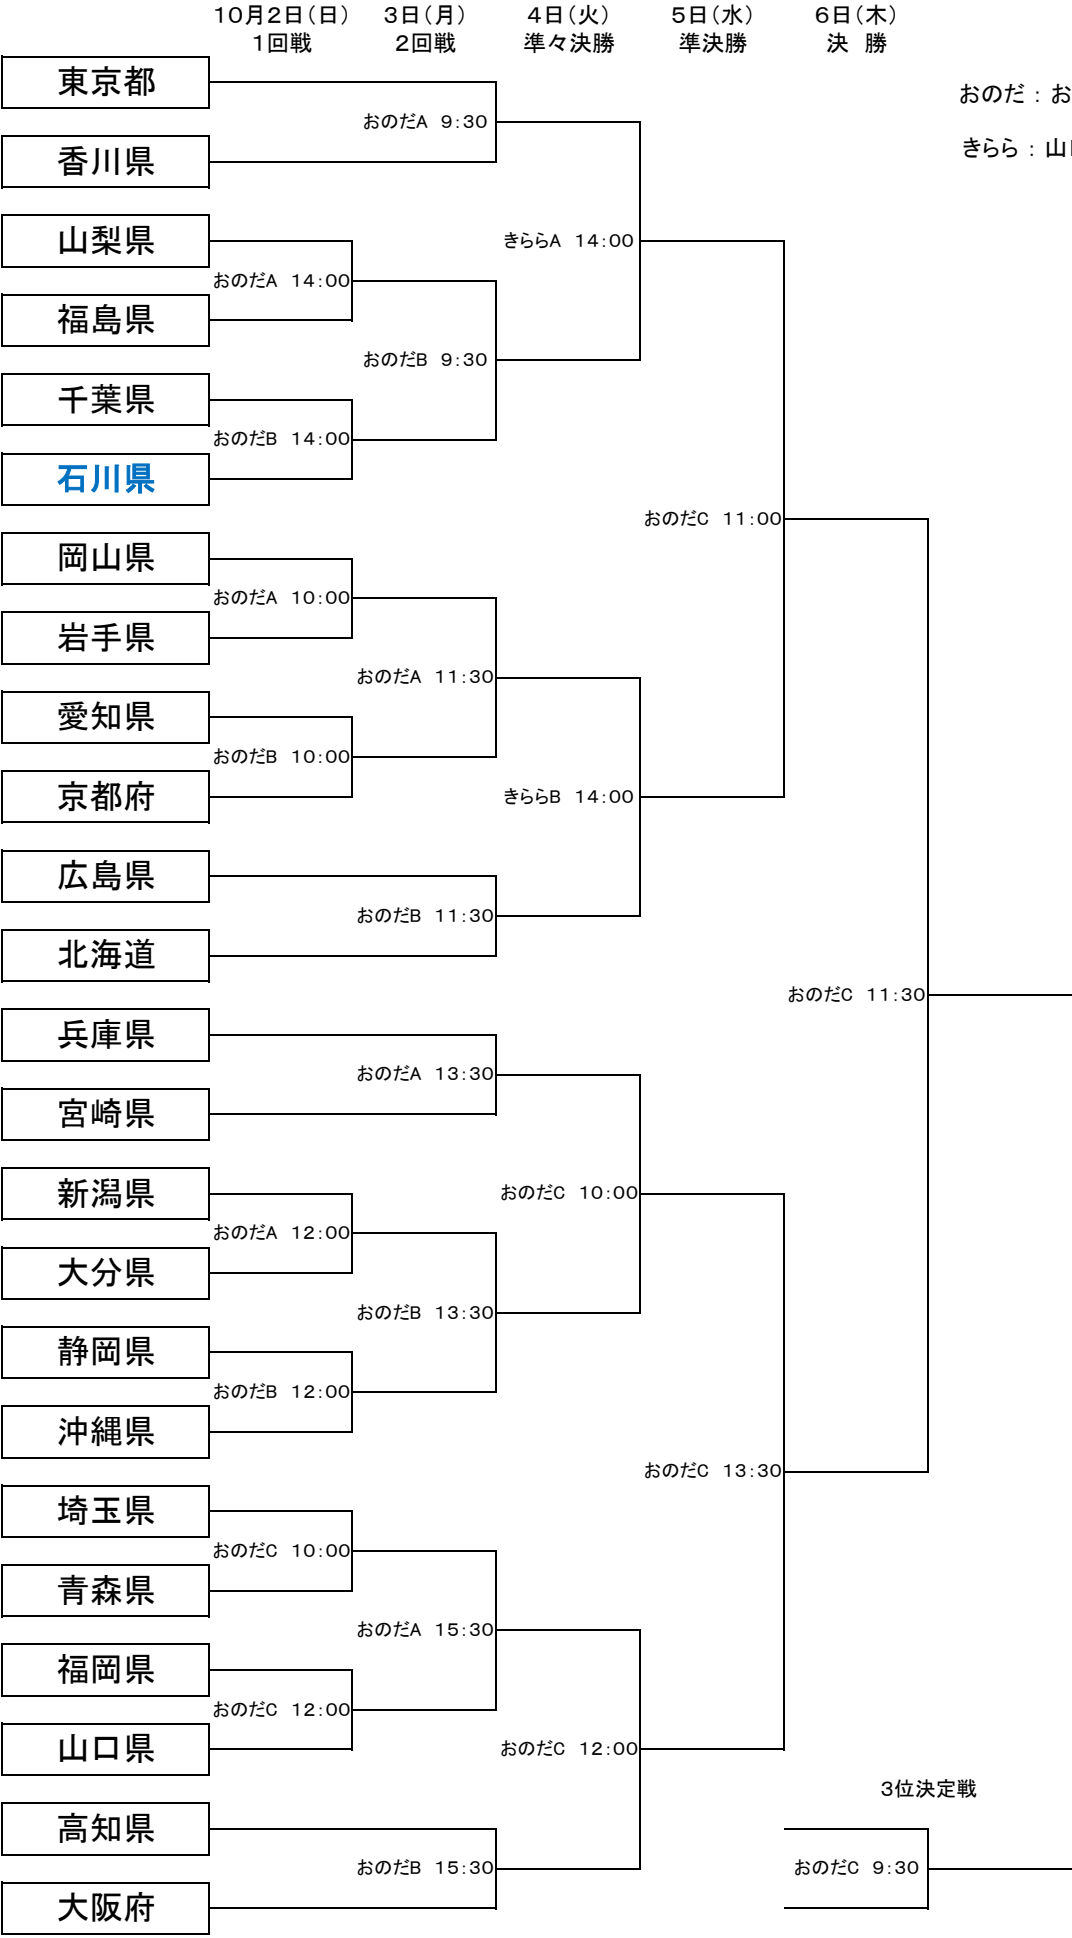 10月2日(日) 3日(月) 4日(火) 5日(水) 6日(木)
1回戦 2回戦 準々決勝 準決勝 決 勝
東京都
おのだ : お
おのだA 9:30
きらら : 山
香川県
山梨県
きららA 14:00
おのだA 14:00
福島県
おのだB 9:30
千葉県
おのだB 14:00
石川県
おのだC 11:00
岡山県
おのだA 10:00
岩手県
おのだA 11:30
愛知県
おのだB 10:00
京都府
きららB 14:00
広島県
おのだB 11:30
北海道
おのだC 11:30
兵庫県
おのだA 13:30
宮崎県
新潟県
おのだC 10:00
おのだA 12:00
大分県
おのだB 13:30
静岡県
おのだB 12:00
沖縄県
おのだC 13:30
埼玉県
おのだC 10:00
青森県
おのだA 15:30
福岡県
おのだC 12:00
山口県
おのだC 12:00
3位決定戦
高知県
おのだB 15:30
おのだC 9:30
大阪府